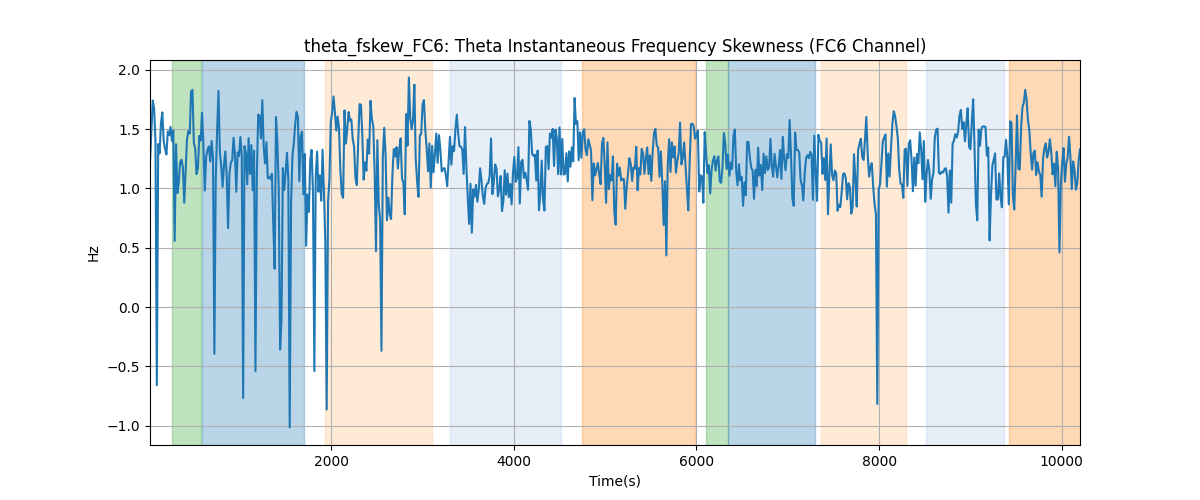 theta_fskew_FC6: Theta Instantaneous Frequency Skewness (FC6 Channel)
2.0
1.5
1.0
0.5
0.0
−0.5
−1.0
Hz
2000 4000 6000 8000 10000
Time(s)